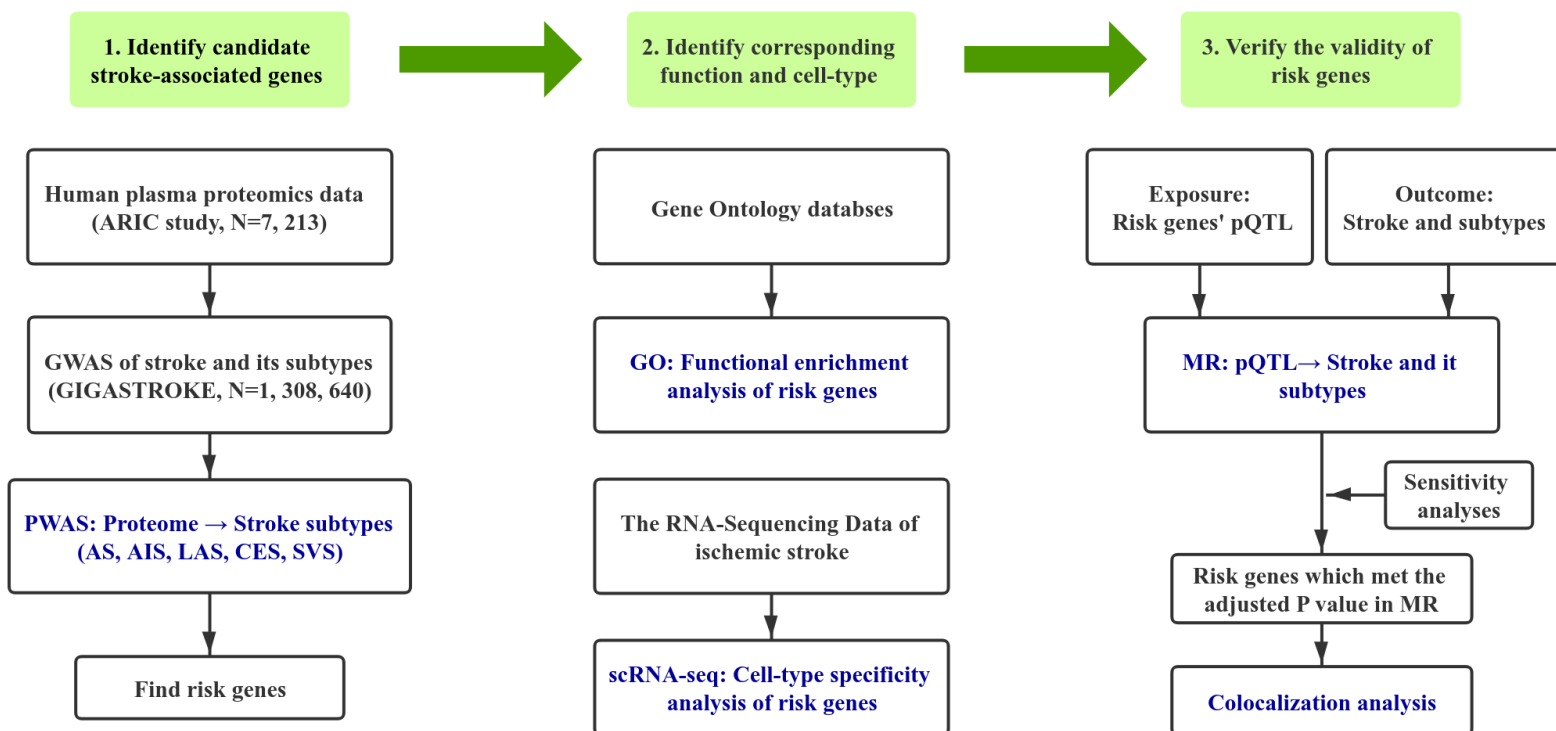 1. Identify candidate
stroke-associated genes
2. Identify corresponding
function and cell-type
3. Verify the validity of
risk genes
Human plasma proteomics data
(ARIC study, N=7, 213)
GWAS of stroke and its subtypes
(GIGASTROKE, N=1, 308, 640)
PWAS: Proteome → Stroke subtypes
(AS, AIS, LAS, CES, SVS)
Find risk genes
Gene Ontology databses
GO: Functional enrichment
analysis of risk genes
The RNA-Sequencing Data of
ischemic stroke
scRNA-seq: Cell-type specificity
analysis of risk genes
Exposure:
Risk genes' pQTL
Outcome:
Stroke and subtypes
MR: pQTL→ Stroke and it
subtypes
Sensitivity
analyses
Risk genes which met the
adjusted P value in MR
Colocalization analysis